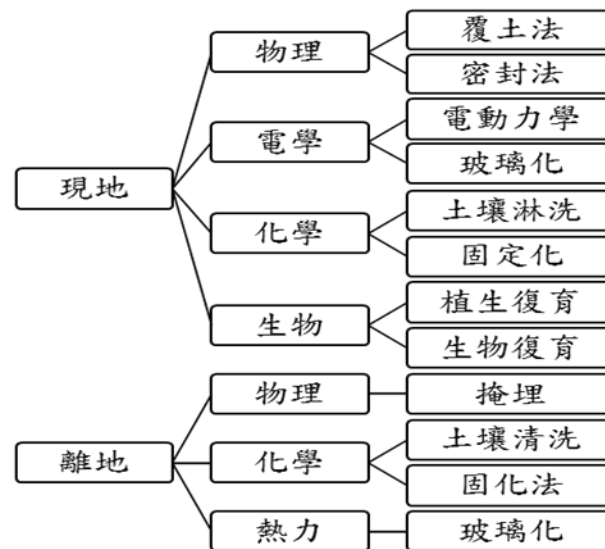 現地
物理
覆土法
密封法
電學
電動力學
玻璃化
化學
土壤淋洗
固定化
生物
植生復育
生物復育
離地
物理
掩埋
化學
土壤清洗
固化法
熱力
玻璃化